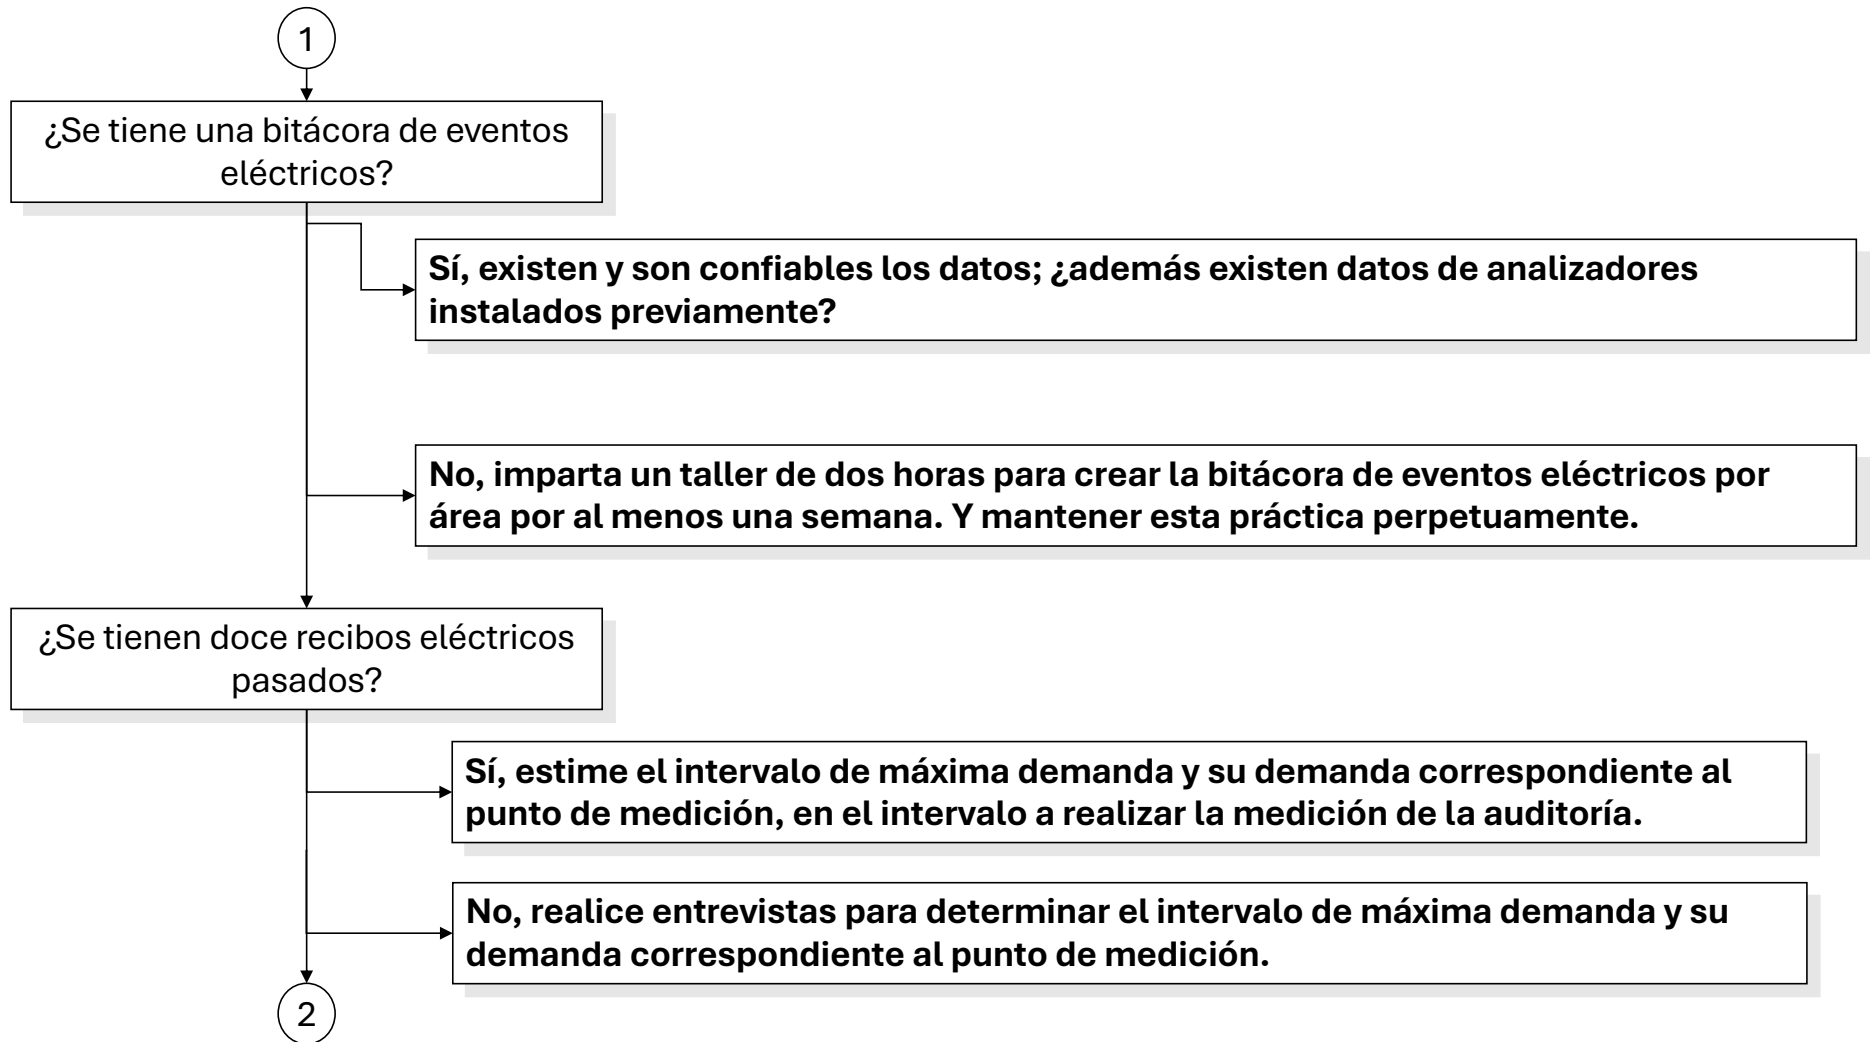 1
¿Se tiene una bitácora de eventos
eléctricos?
Sí, existen y son confiables los datos; ¿además existen datos de analizadores
instalados previamente?
No, imparta un taller de dos horas para crear la bitácora de eventos eléctricos por
área por al menos una semana. Y mantener esta práctica perpetuamente.
¿Se tienen doce recibos eléctricos
pasados?
Sí, estime el intervalo de máxima demanda y su demanda correspondiente al
punto de medición, en el intervalo a realizar la medición de la auditoría.
No, realice entrevistas para determinar el intervalo de máxima demanda y su
demanda correspondiente al punto de medición.
2